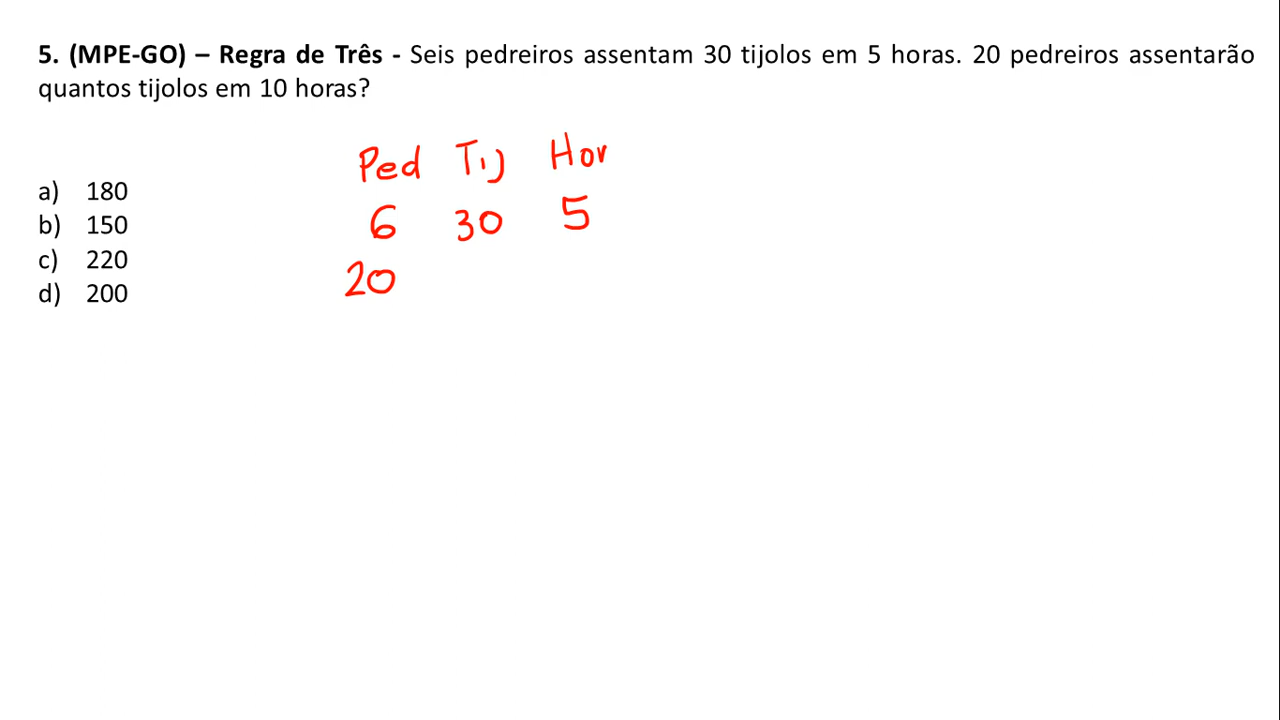 5. (MPE-GO) – Regra de Três - Seis pedreiros assentam 30 tijolos em 5 horas. 20 pedreiros assentarão
quantos tijolos em 10 horas?
a) 180
b) 150
c) 220
d) 200
Ped Tij Hor
6 30 5
20